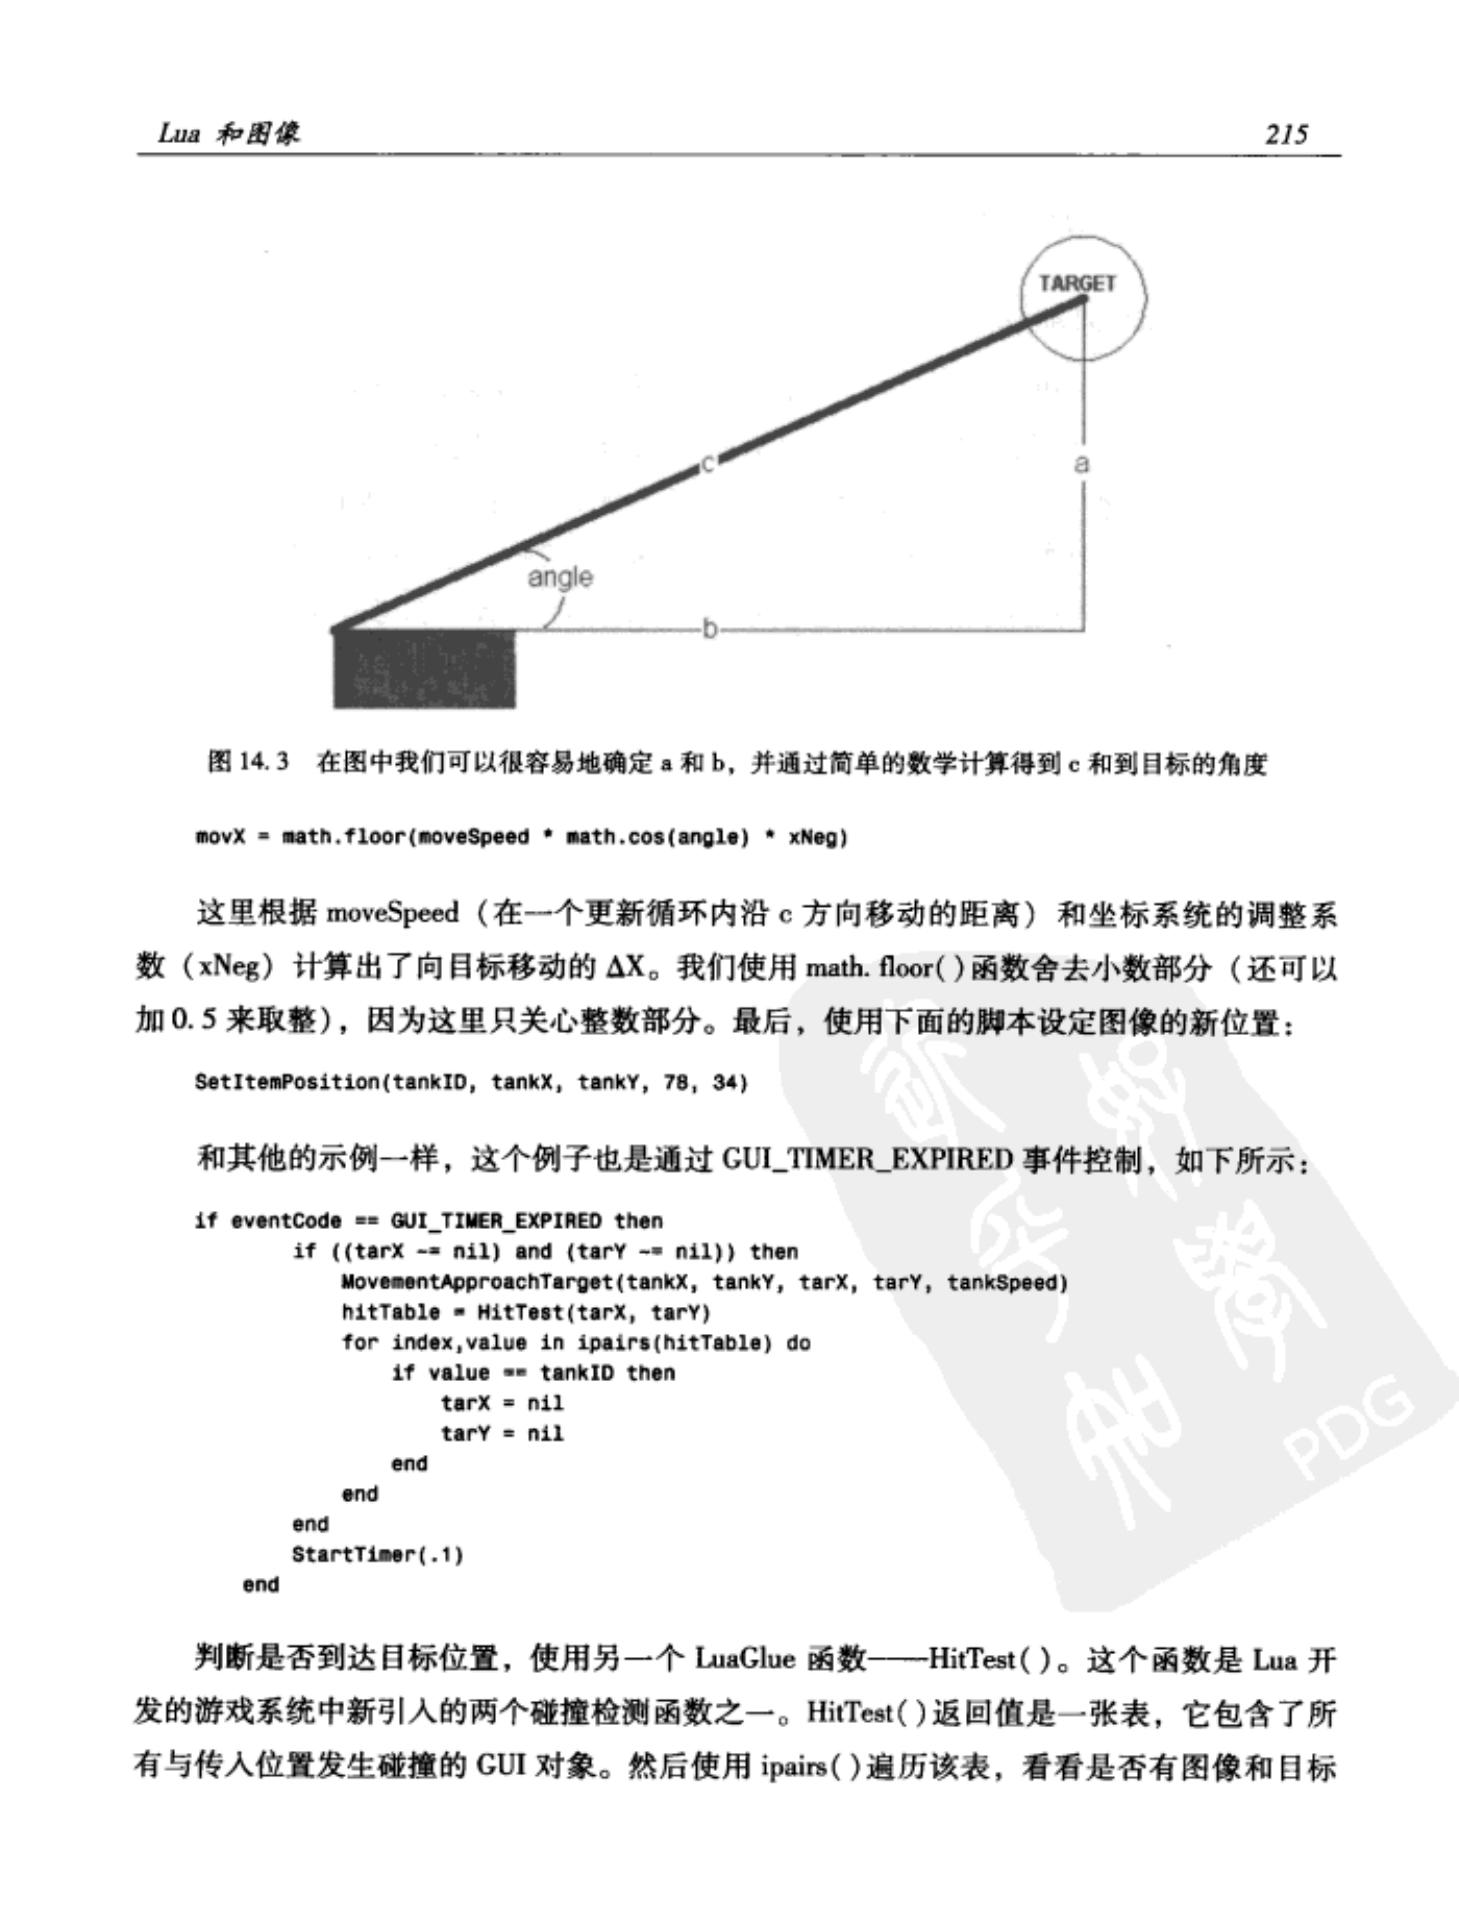 Lua 和图像
215
TARGET
c
a
angle
b
图 14.3 在图中我们可以很容易地确定 a 和 b，并通过简单的数学计算得到 c 和到目标的角度
movX = math.floor(moveSpeed * math.cos(angle) * xNeg)
这里根据 moveSpeed（在一个更新循环内沿 c 方向移动的距离）和坐标系统的调整系
数（xNeg）计算出了向目标移动的 ΔX。我们使用 math. floor( )函数舍去小数部分（还可以
加 0. 5 来取整），因为这里只关心整数部分。最后，使用下面的脚本设定图像的新位置：
SetItemPosition(tankID, tankX, tankY, 78, 34)
和其他的示例一样，这个例子也是通过 GUI_TIMER_EXPIRED 事件控制，如下所示：
if eventCode == GUI_TIMER_EXPIRED then
if ((tarX ~= nil) and (tarY ~= nil)) then
MovementApproachTarget(tankX, tankY, tarX, tarY, tankSpeed)
hitTable = HitTest(tarX, tarY)
for index,value in ipairs(hitTable) do
if value == tankID then
tarX = nil
tarY = nil
end
end
end
StartTimer(.1)
end
判断是否到达目标位置，使用另一个 LuaGlue 函数——HitTest( )。这个函数是 Lua 开
发的游戏系统中新引入的两个碰撞检测函数之一。HitTest( )返回值是一张表，它包含了所
有与传入位置发生碰撞的 GUI 对象。然后使用 ipairs( )遍历该表，看看是否有图像和目标
PDG